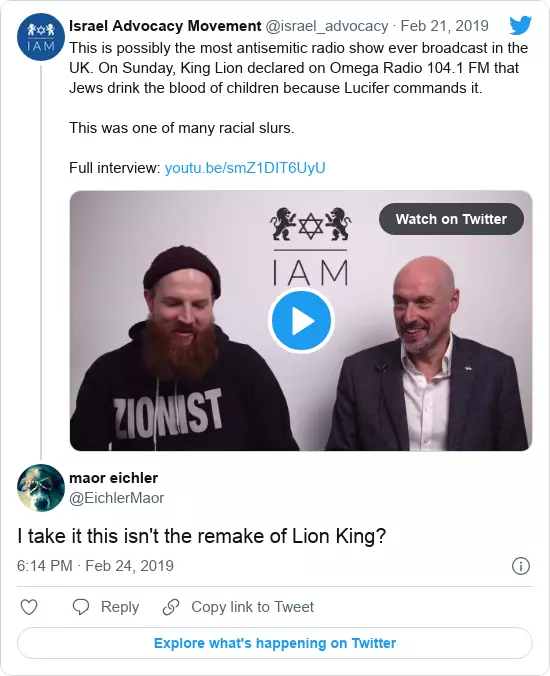 Israel Advocacy Movement @israel_advocacy · Feb 21, 2019
IAM
This is possibly the most antisemitic radio show ever broadcast in the
UK. On Sunday, King Lion declared on Omega Radio 104.1 FM that
Jews drink the blood of children because Lucifer commands it.
This was one of many racial slurs.
Full interview: youtu.be/smZ1DIT6UyU
Watch on Twitter
IAM
ZIONIST
maor eichler
@EichlerMaor
I take it this isn't the remake of Lion King?
6:14 PM · Feb 24, 2019
Reply
Copy link to Tweet
Explore what's happening on Twitter